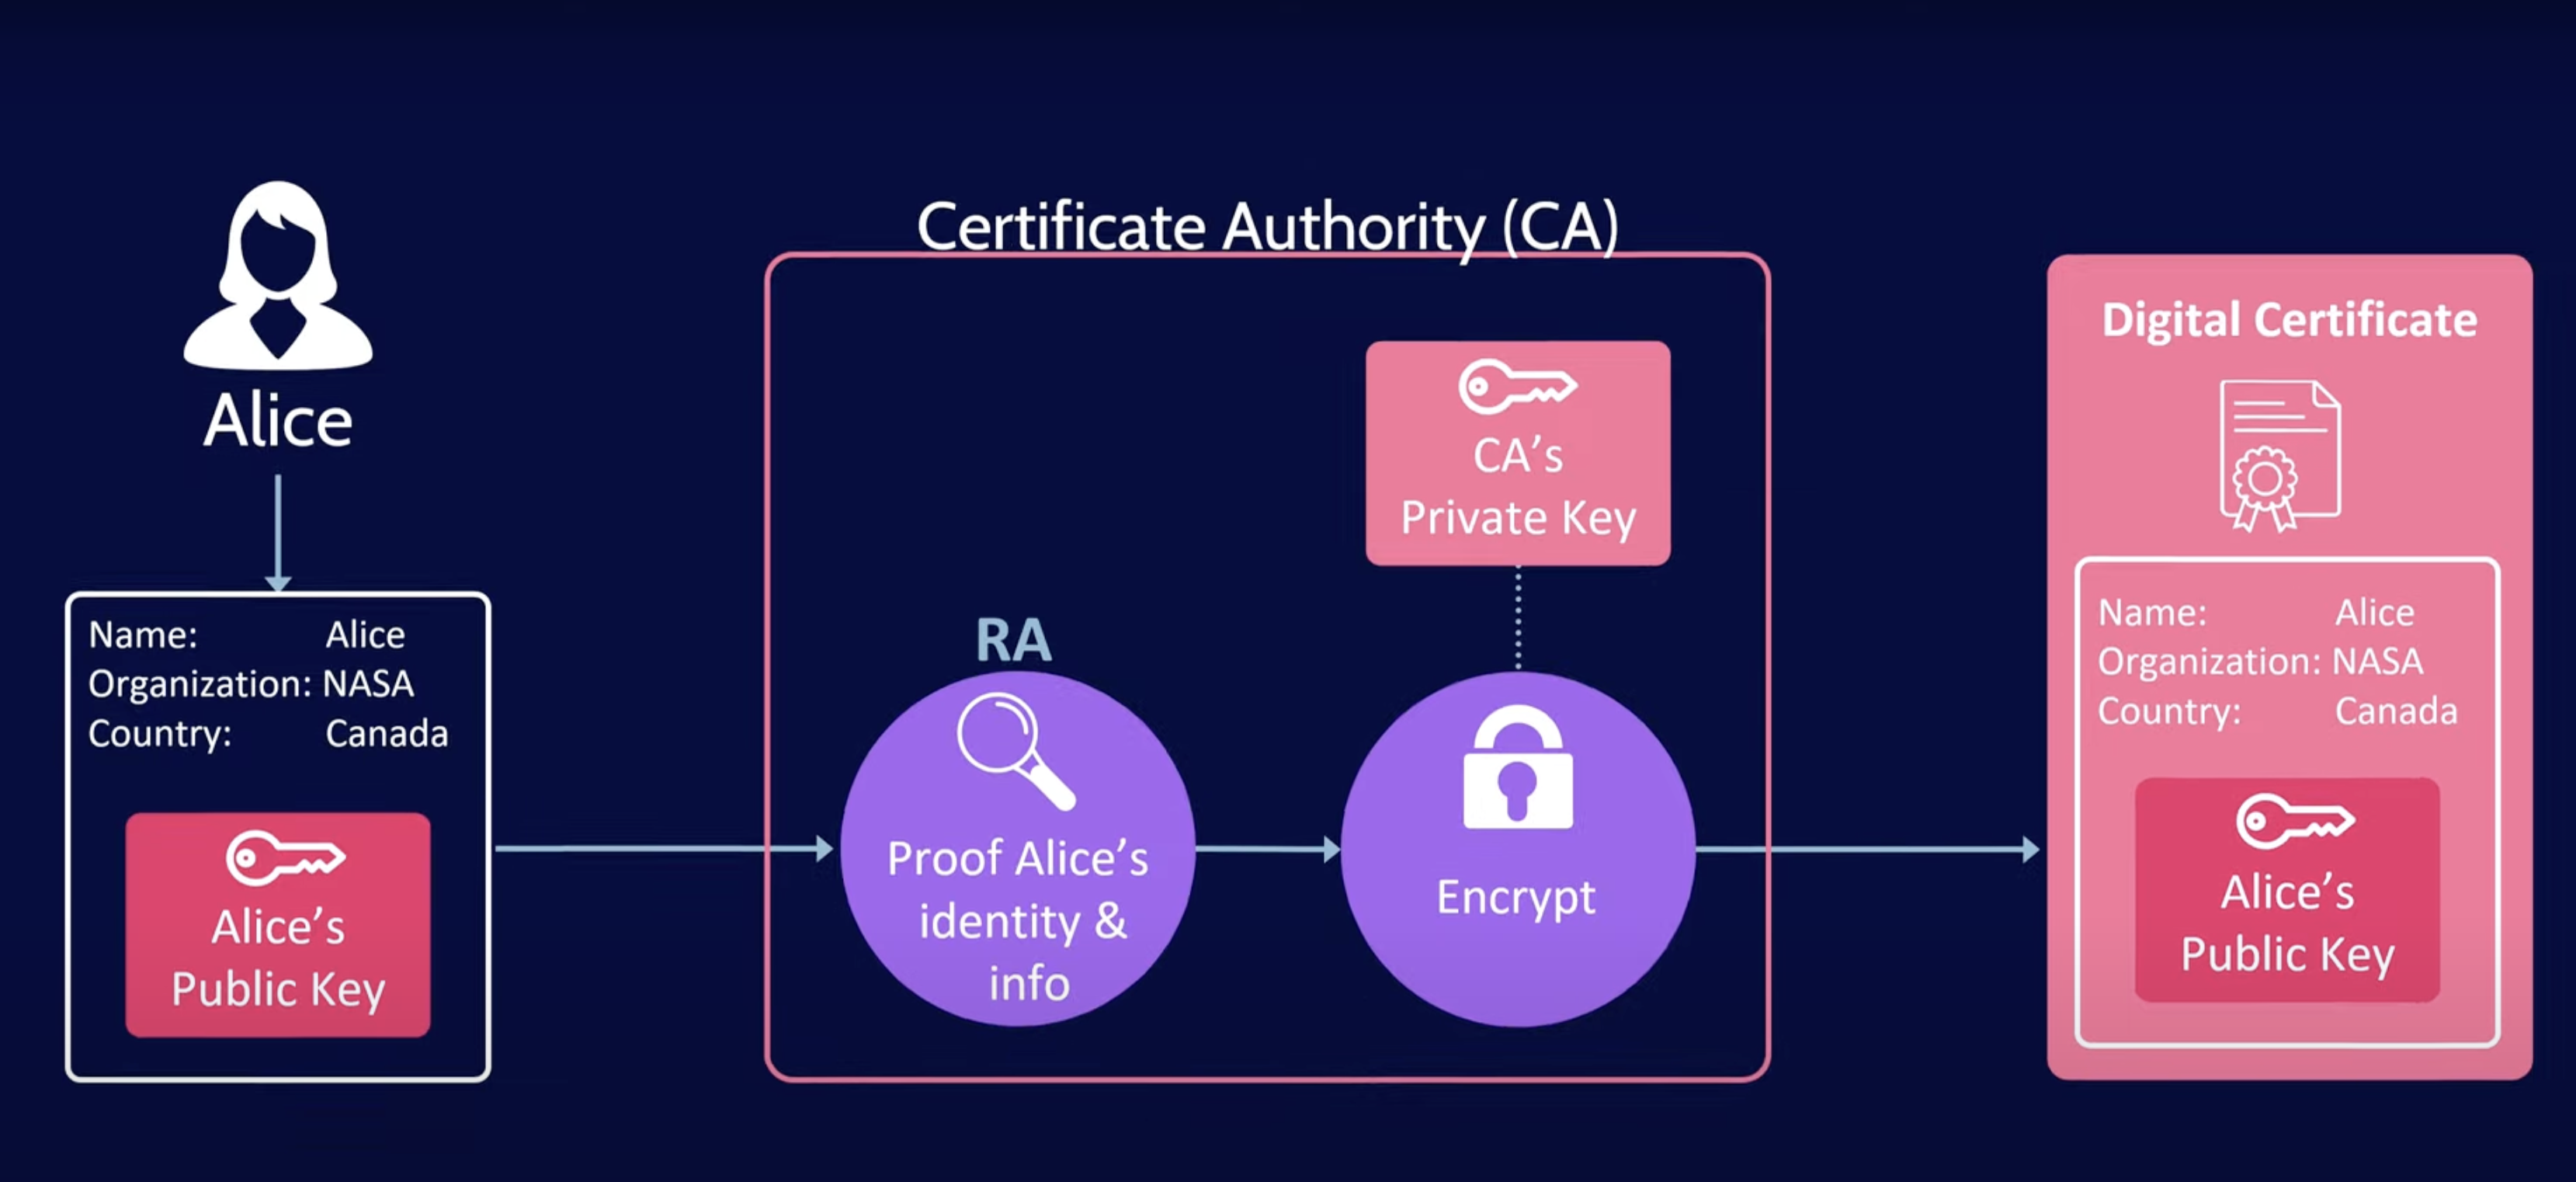 Alice
Name: Alice
Organization: NASA
Country: Canada
Alice's
Public Key
Certificate Authority (CA)
RA
Proof Alice's
identity &
info
CA's
Private Key
Encrypt
Digital Certificate
Name: Alice
Organization: NASA
Country: Canada
Alice's
Public Key